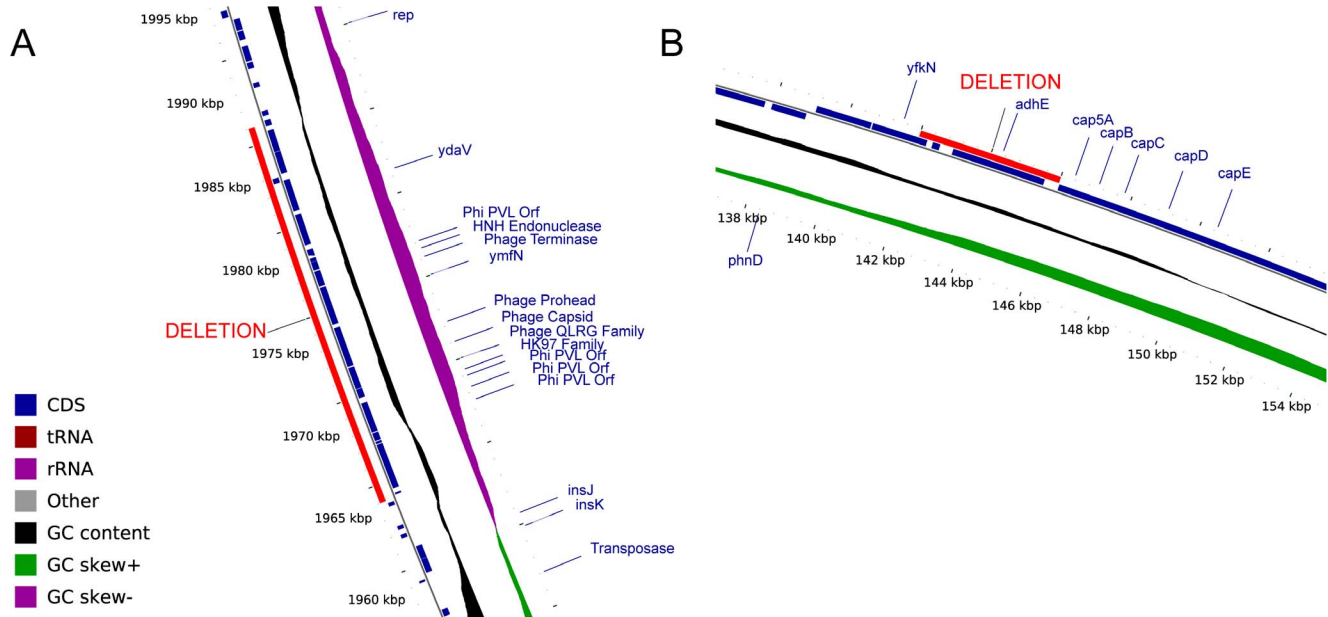 A
1995 kbp
rep
1990 kbp
ydaV
1985 kbp
Phi PVL Orf
HNH Endonuclease
Phage Terminase
ymfN
1980 kbp
Phage Prohead
Phage Capsid
Phage QLRG Family
HK97 Family
Phi PVL Orf
Phi PVL Orf
Phi PVL Orf
DELETION
1975 kbp
1970 kbp
insJ
insK
1965 kbp
Transposase
1960 kbp
CDS
tRNA
rRNA
Other
GC content
GC skew+
GC skew-
B
yfkN
DELETION
adhE
cap5A
capB
capC
capD
capE
138 kbp
phnD
140 kbp
142 kbp
144 kbp
146 kbp
148 kbp
150 kbp
152 kbp
154 kbp